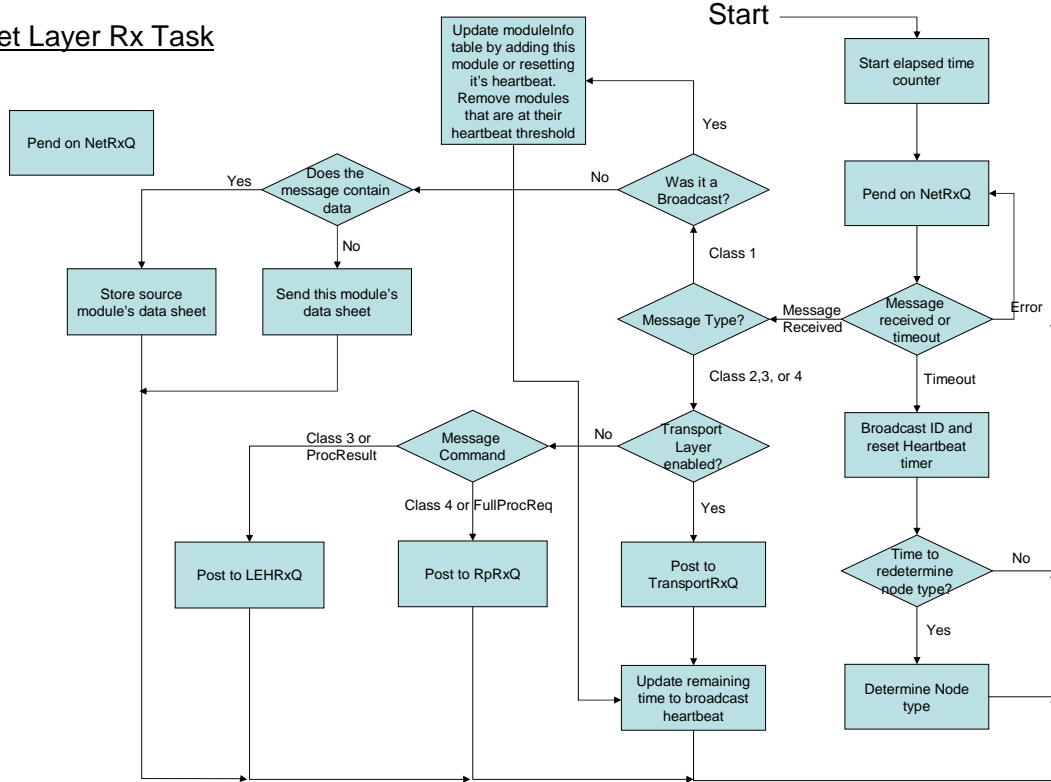 et Layer Rx Task
Start
Update moduleInfo
table by adding this
module or resetting
it's heartbeat.
Remove modules
that are at their
heartbeat threshold
Start elapsed time
counter
Pend on NetRxQ
Yes
Does the
message contain
data
Yes
No
Was it a
Broadcast?
Pend on NetRxQ
No
Class 1
Store source
module's data sheet
Send this module's
data sheet
Message Type?
Message
Received
Message
received or
timeout
Error
Class 2,3, or 4
Timeout
Class 3 or
ProcResult
Message
Command
No
Transport
Layer
enabled?
Broadcast ID and
reset Heartbeat
timer
Class 4 or FullProcReq
Yes
Post to LEHRxQ
Post to RpRxQ
Post to
TransportRxQ
Time to
redetermine
node type?
No
Yes
Update remaining
time to broadcast
heartbeat
Determine Node
type